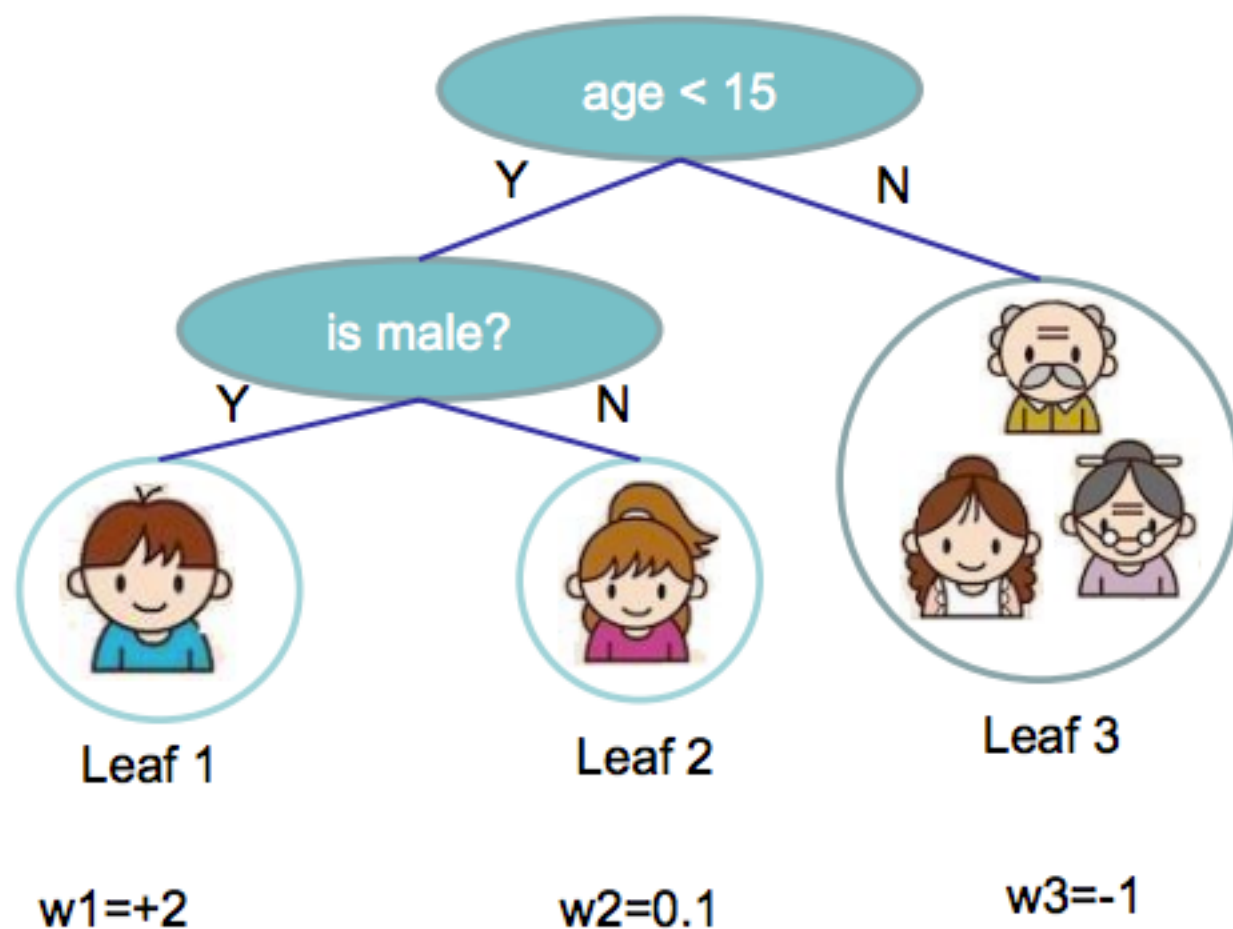 age < 15
Y
N
is male?
Y
N
Leaf 1
Leaf 2
Leaf 3
w1=+2
w2=0.1
w3=-1